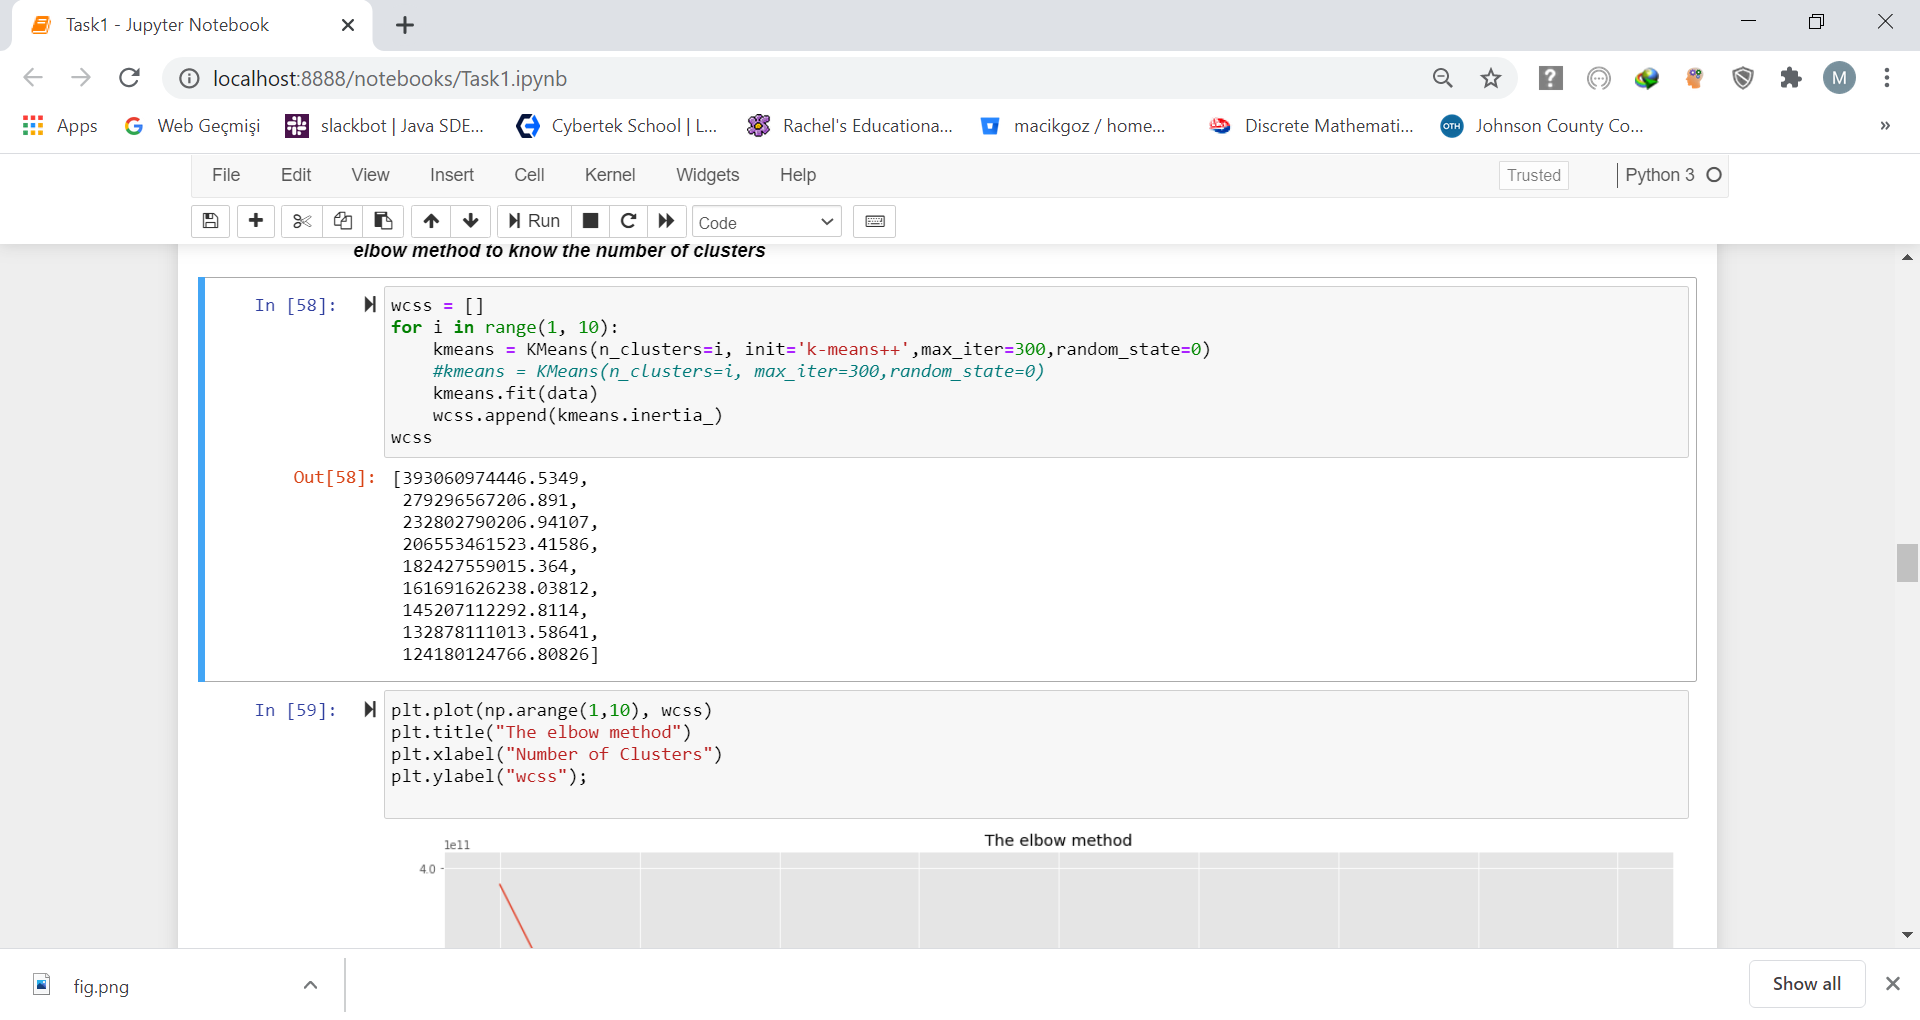 Task1 - Jupyter Notebook
localhost:8888/notebooks/Task1.ipynb
M
Apps
Web Geçmişi
slackbot | Java SDE...
Cybertek School | L...
Rachel's Educationa...
macikgoz / home...
Discrete Mathemati...
OTH
Johnson County Co...
»
File Edit View Insert Cell Kernel Widgets Help
Trusted
Python 3
Run
Code
elbow method to know the number of clusters
In [58]:
wcss = []
for i in range(1, 10):
    kmeans = KMeans(n_clusters=i, init='k-means++',max_iter=300,random_state=0)
    #kmeans = KMeans(n_clusters=i, max_iter=300,random_state=0)
    kmeans.fit(data)
    wcss.append(kmeans.inertia_)
wcss
Out[58]:
[393060974446.5349,
279296567206.891,
232802790206.94107,
206553461523.41586,
182427559015.364,
161691626238.03812,
145207112292.8114,
132878111013.58641,
124180124766.80826]
In [59]:
plt.plot(np.arange(1,10), wcss)
plt.title("The elbow method")
plt.xlabel("Number of Clusters")
plt.ylabel("wcss");
The elbow method
1e11
4.0
fig.png
Show all